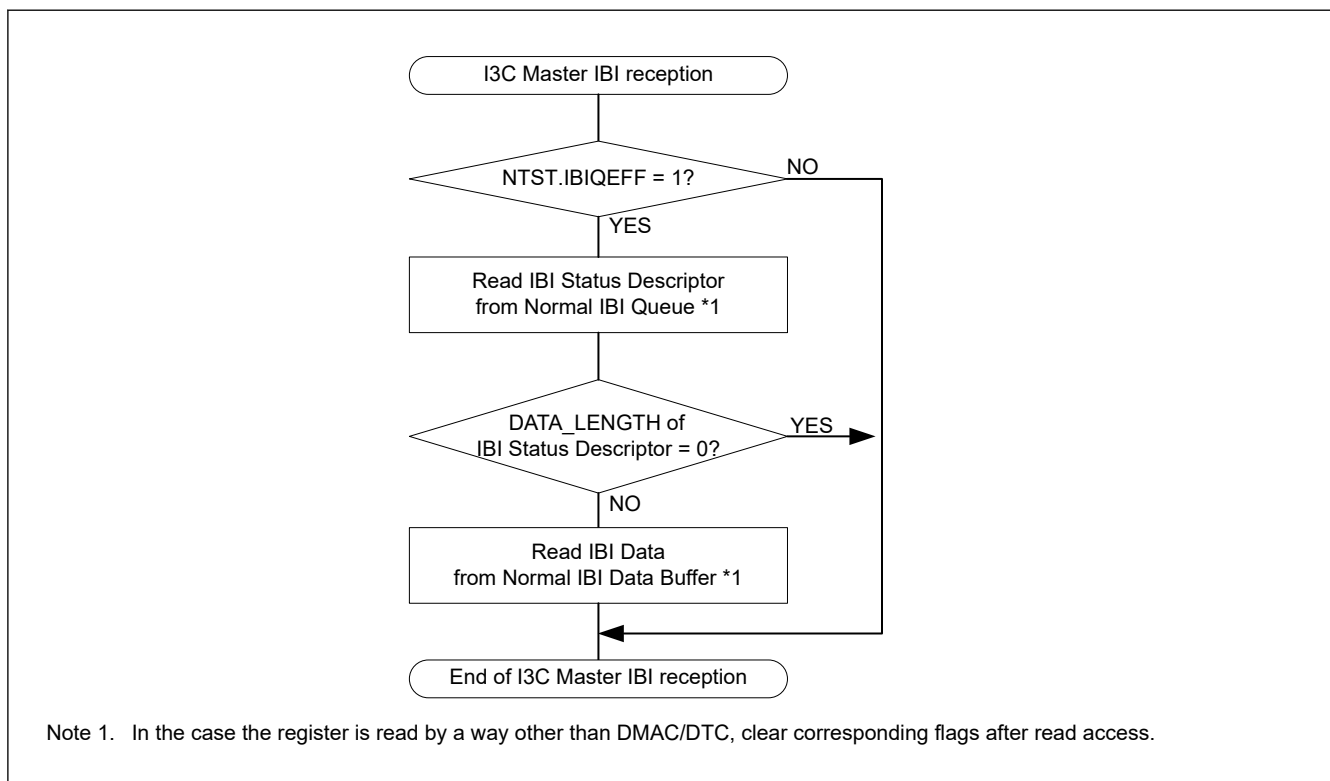 I3C Master IBI reception
NTST.IBIQEFF = 1?
NO
YES
Read IBI Status Descriptor
from Normal IBI Queue *1
DATA_LENGTH of
IBI Status Descriptor = 0?
YES
NO
Read IBI Data
from Normal IBI Data Buffer *1
End of I3C Master IBI reception
Note 1. In the case the register is read by a way other than DMAC/DTC, clear corresponding flags after read access.